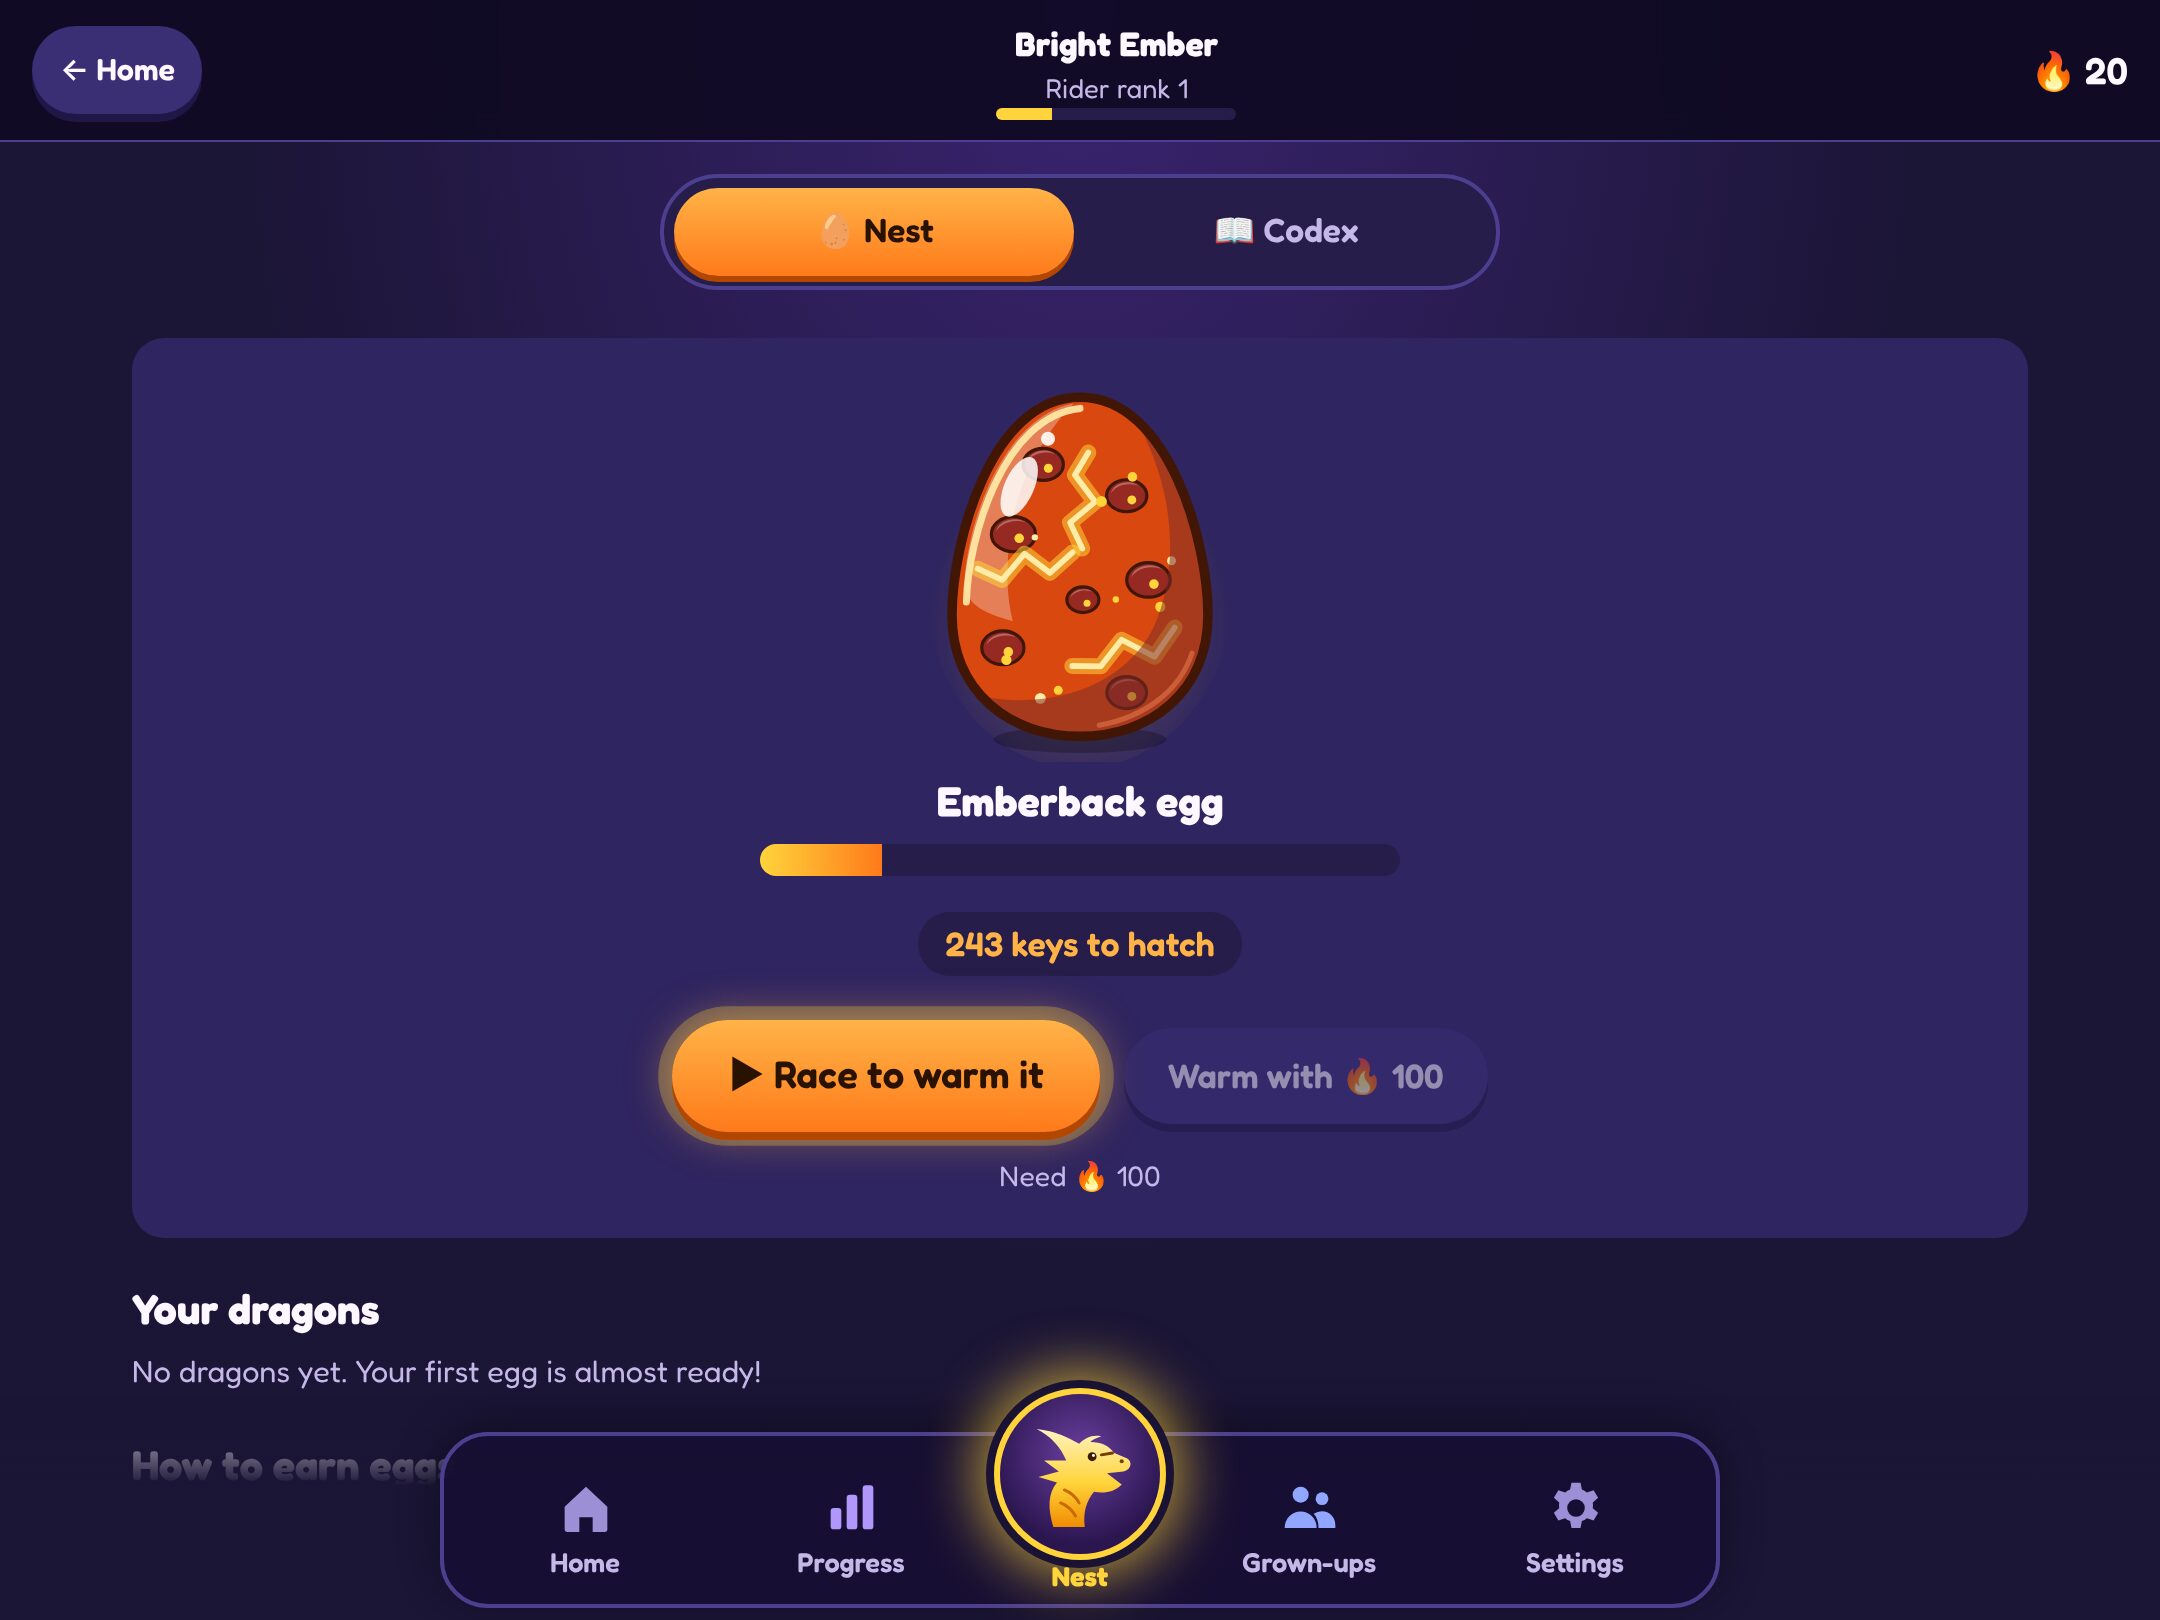 ← Home
Bright Ember
Rider rank 1
🔥 20
🥚 Nest
📖 Codex
Emberback egg
243 keys to hatch
▶ Race to warm it
Warm with 🔥 100
Need 🔥 100
Your dragons
No dragons yet. Your first egg is almost ready!
How to earn eggs
Home
Progress
Nest
Grown-ups
Settings